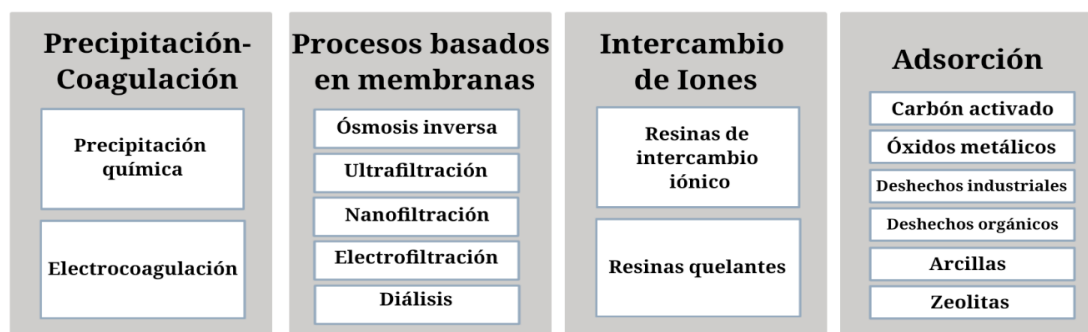 Precipitación-
Coagulación
Precipitación
química
Electrocoagulación
Procesos basados
en membranas
Ósmosis inversa
Ultrafiltración
Nanofiltración
Electrofiltración
Diálisis
Intercambio
de Iones
Resinas de
intercambio
iónico
Resinas quelantes
Adsorción
Carbón activado
Óxidos metálicos
Deshechos industriales
Deshechos orgánicos
Arcillas
Zeolitas